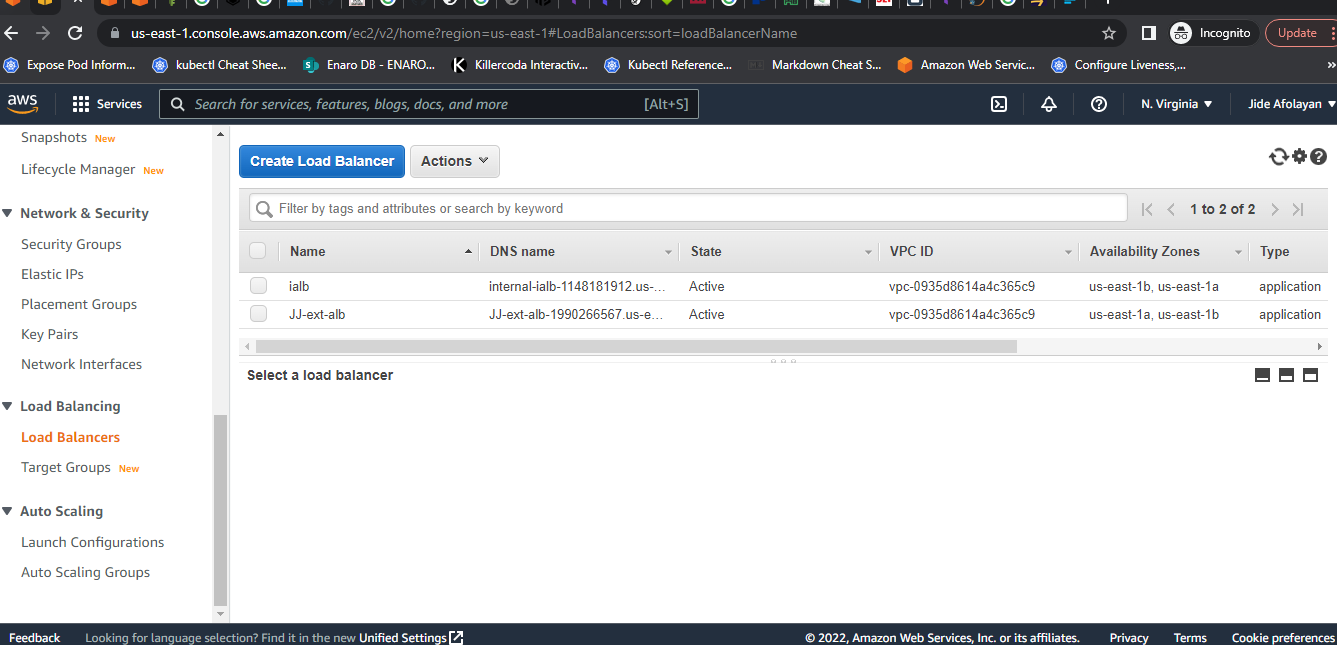 us-east-1.console.aws.amazon.com/ec2/v2/home?region=us-east-1#LoadBalancers:sort=loadBalancerName
Incognito
Update
Expose Pod Inform...
kubectl Cheat Shee...
Enaro DB - ENARO...
Killercoda Interactiv...
Kubectl Reference...
Markdown Cheat S...
Amazon Web Servic...
Configure Liveness,...
»
aws
Services
Search for services, features, blogs, docs, and more
[Alt+S]
N. Virginia
Jide Afolayan
Snapshots New
Lifecycle Manager New
Network & Security
Security Groups
Elastic IPs
Placement Groups
Key Pairs
Network Interfaces
Load Balancing
Load Balancers
Target Groups New
Auto Scaling
Launch Configurations
Auto Scaling Groups
Create Load Balancer
Actions
Filter by tags and attributes or search by keyword
1 to 2 of 2
Name DNS name State VPC ID Availability Zones Type
ialb internal-ialb-1148181912.us-... Active vpc-0935d8614a4c365c9 us-east-1b, us-east-1a application
JJ-ext-alb JJ-ext-alb-1990266567.us-e... Active vpc-0935d8614a4c365c9 us-east-1a, us-east-1b application
Select a load balancer
Feedback Looking for language selection? Find it in the new Unified Settings
© 2022, Amazon Web Services, Inc. or its affiliates. Privacy Terms Cookie preferences